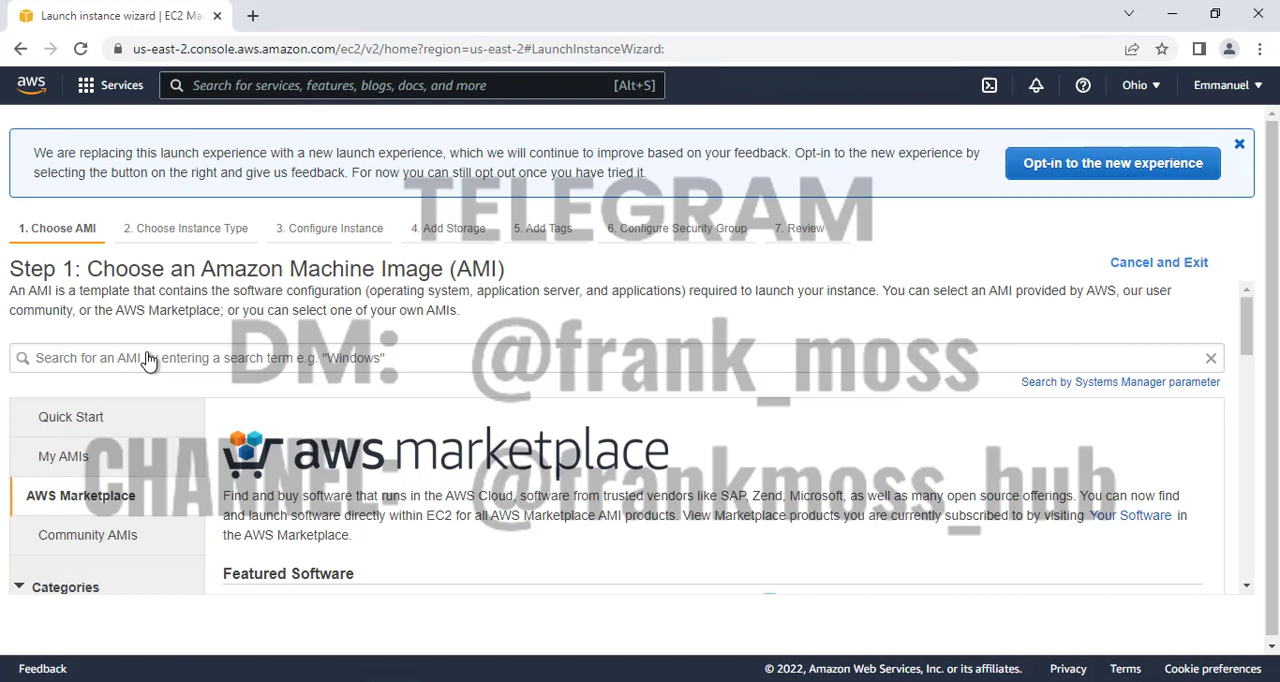 Launch instance wizard | EC2 Ma
us-east-2.console.aws.amazon.com/ec2/v2/home?region=us-east-2#LaunchInstanceWizard:
aws
Services
Search for services, features, blogs, docs, and more
[Alt+S]
Ohio
Emmanuel
We are replacing this launch experience with a new launch experience, which we will continue to improve based on your feedback. Opt-in to the new experience by
selecting the button on the right and give us feedback. For now you can still opt out once you have tried it.
Opt-in to the new experience
TELEGRAM
1. Choose AMI
2. Choose Instance Type
3. Configure Instance
4. Add Storage
5. Add Tags
6. Configure Security Group
7. Review
Step 1: Choose an Amazon Machine Image (AMI)
Cancel and Exit
An AMI is a template that contains the software configuration (operating system, application server, and applications) required to launch your instance. You can select an AMI provided by AWS, our user
community, or the AWS Marketplace; or you can select one of your own AMIs.
DM: @frank_moss
Search for an AMI entering a search term e.g. "Windows"
Search by Systems Manager parameter
Quick Start
My AMIs
AWS Marketplace
Community AMIs
Categories
CHANNEL: @frankmoss_hub
aws marketplace
Find and buy software that runs in the AWS Cloud, software from trusted vendors like SAP, Zend, Microsoft, as well as many open source offerings. You can now find
and launch software directly within EC2 for all AWS Marketplace AMI products. View Marketplace products you are currently subscribed to by visiting Your Software in
the AWS Marketplace.
Featured Software
Feedback
© 2022, Amazon Web Services, Inc. or its affiliates.
Privacy
Terms
Cookie preferences